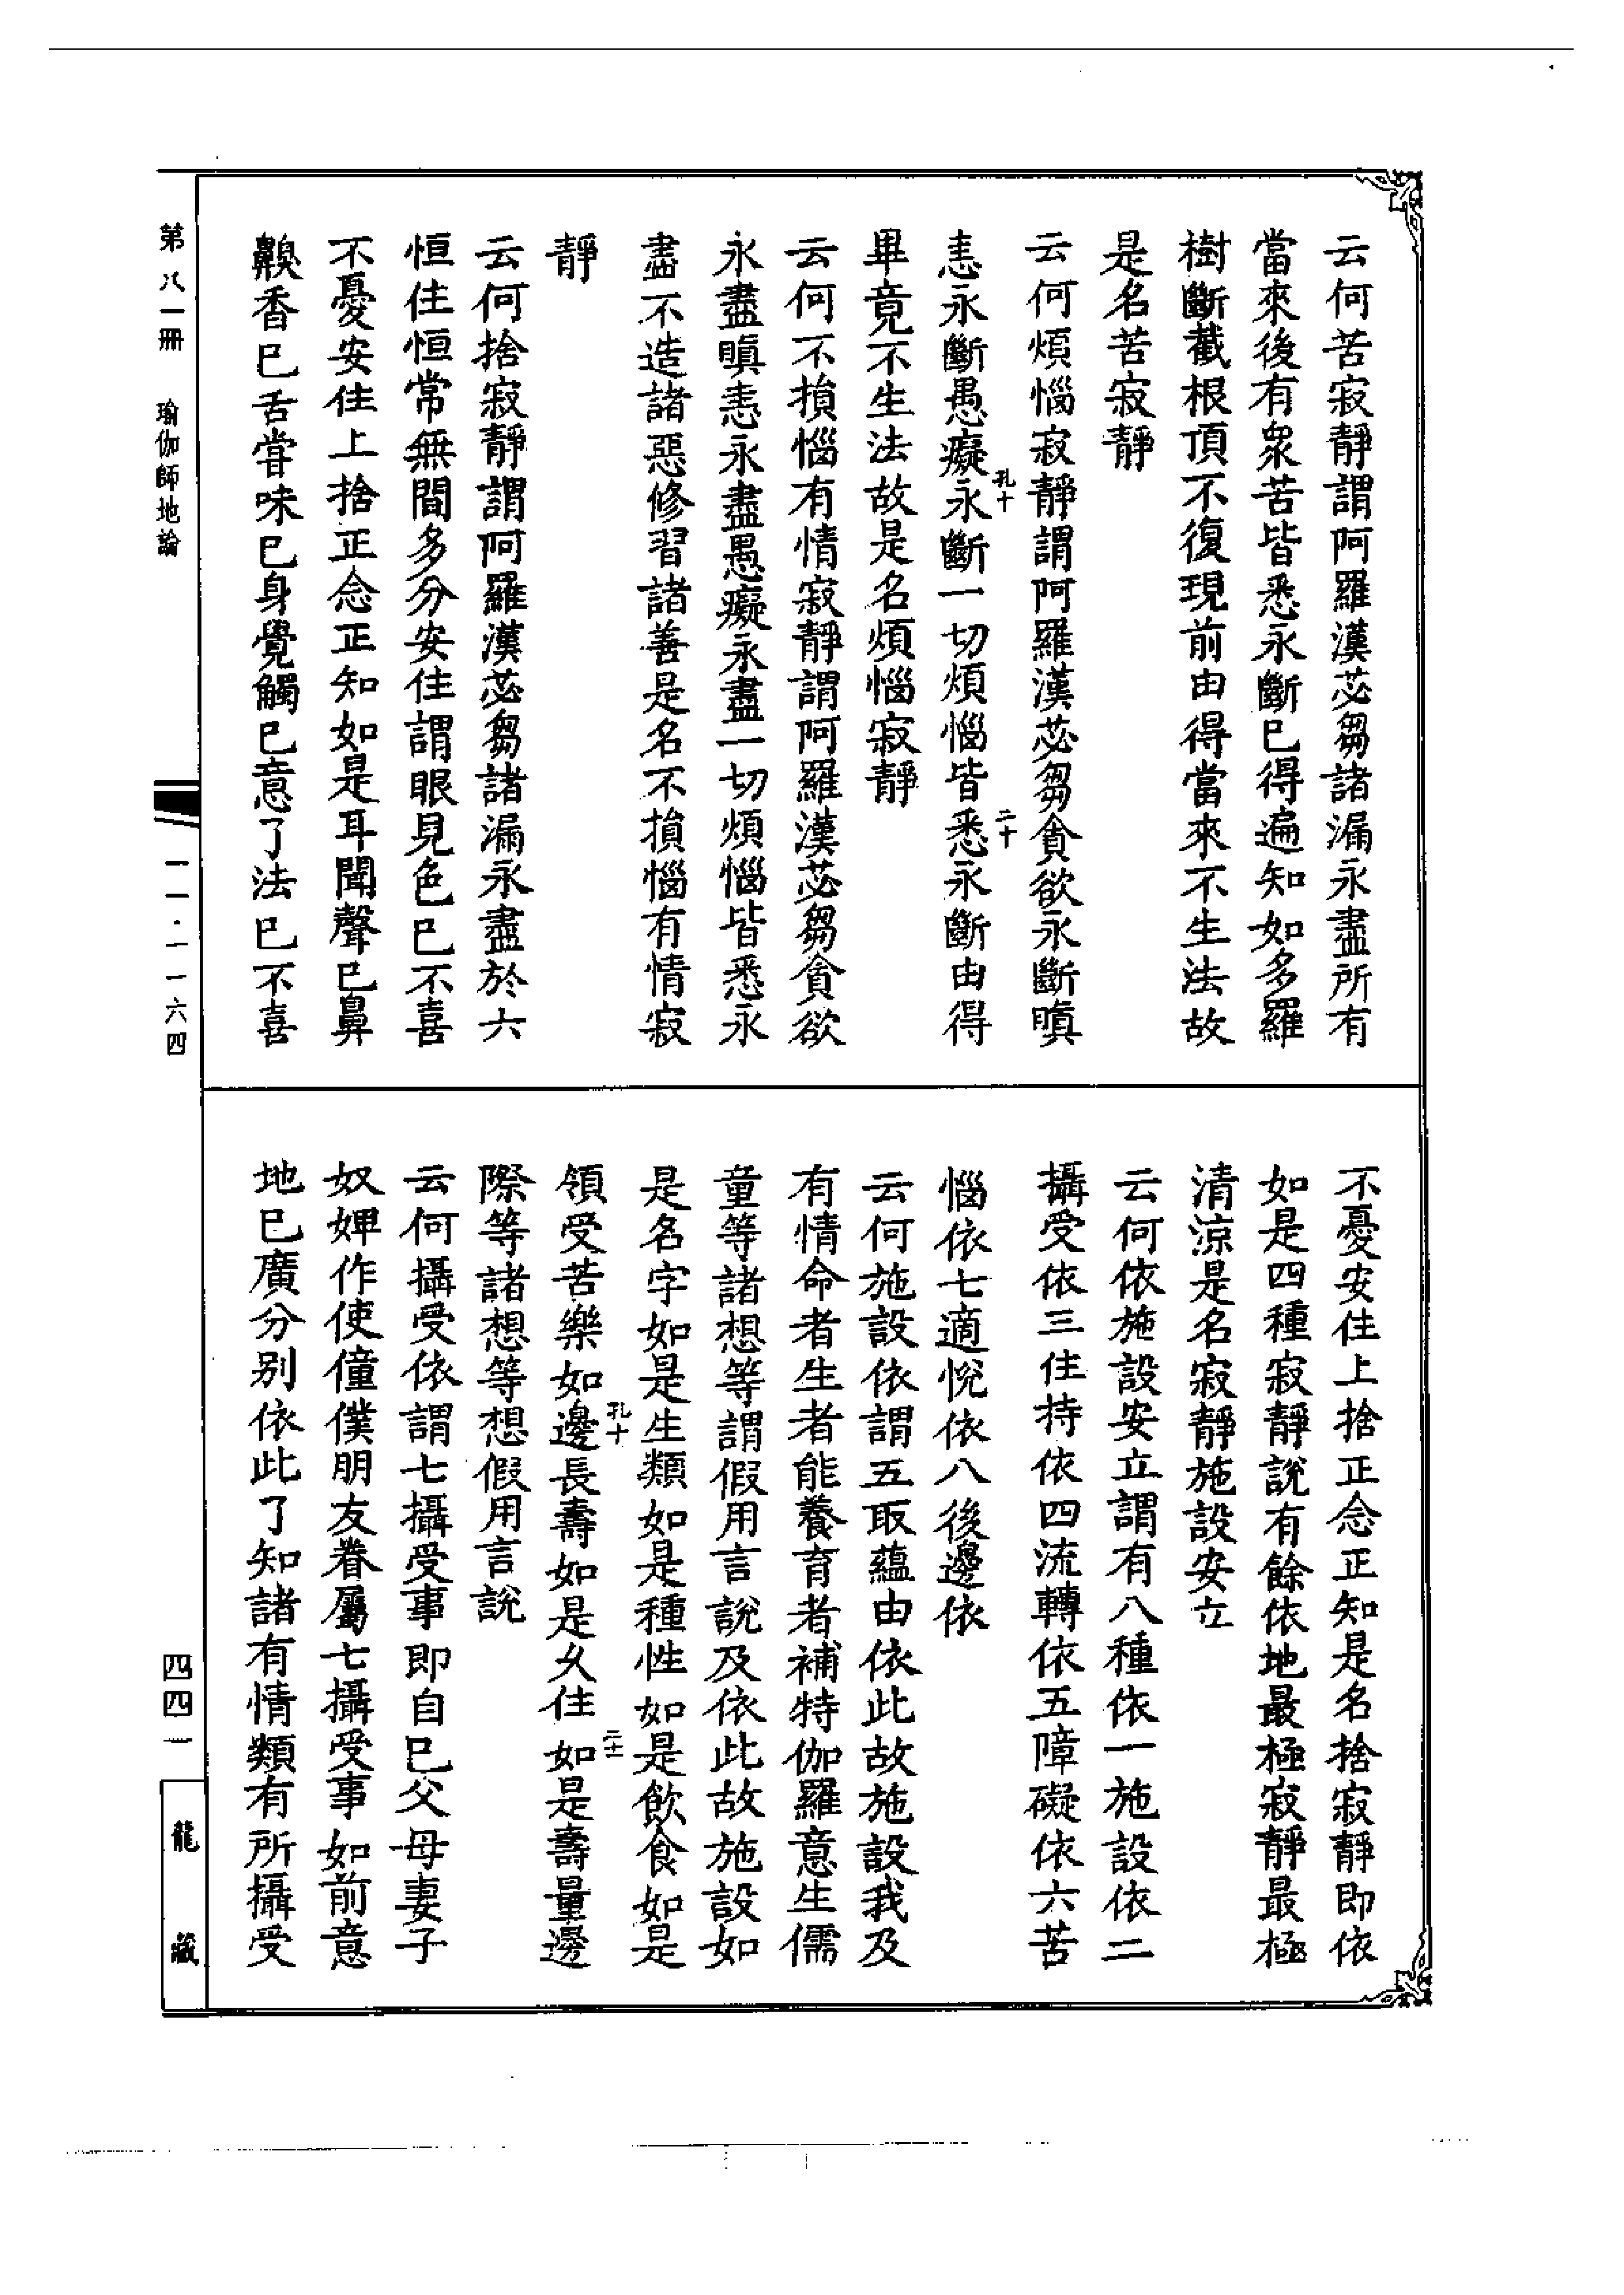 云何苦寂靜謂阿羅漢苾芻諸漏永盡所有
當來後有衆苦皆悉永斷已得遍知如多羅
樹斷截根頂不復現前由得當來不生法故
是名苦寂靜
云何煩惱寂靜謂阿羅漢苾芻貪欲永斷瞋
恚永斷愚癡永斷一切煩惱皆悉永斷由得
孔十
二十
畢竟不生法故是名煩惱寂靜
云何不損惱有情寂靜謂阿羅漢苾芻貪欲
永盡瞋恚永盡愚癡永盡一切煩惱皆悉永
盡不造諸惡修習諸善是名不損惱有情寂
靜
云何捨寂靜謂阿羅漢苾芻諸漏永盡於六
恒住恒常無間多分安住謂眼見色已不喜
不憂安住上捨正念正知如是耳聞聲已鼻
齅香已舌甞味已身覺觸已意了法已不喜
不憂安住上捨正念正知是名捨寂靜即依
如是四種寂靜說有餘依地最極寂靜最極
清涼是名寂靜施設安立
云何依施設安立謂有八種依一施設依二
攝受依三住持依四流轉依五障礙依六苦
惱依七適悅依八後邊依
云何施設依謂五取蘊由依此故施設我及
有情命者生者能養育者補特伽羅意生儒
童等諸想等謂假用言說及依此故施設如
是名字如是生類如是種性如是飲食如是
孔十
二十一
領受苦樂如邊長壽如是久住如是壽量邊
際等諸想等想假用言說
云何攝受依謂七攝受事即自已父母妻子
奴婢作使僮僕朋友眷屬七攝受事如前意
地已廣分别依此了知諸有情類有所攝受
第八一冊 瑜伽師地論
一一·一一六四
四四一
龍藏